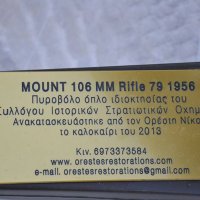 MOUNT 106 MM Rifle 79 1956
Πυροβόλο όπλο ιδιοκτησίας του
Συλλόγου Ιστορικών Στρατιωτικών Οχημ
Ανακατασκευάστηκε από τον Ορέστη Νίκο
το καλοκαίρι του 2013
Κιν. 6973373584
www.orestesrestorations.com
e-mail. orestesrestorations@gmail.com